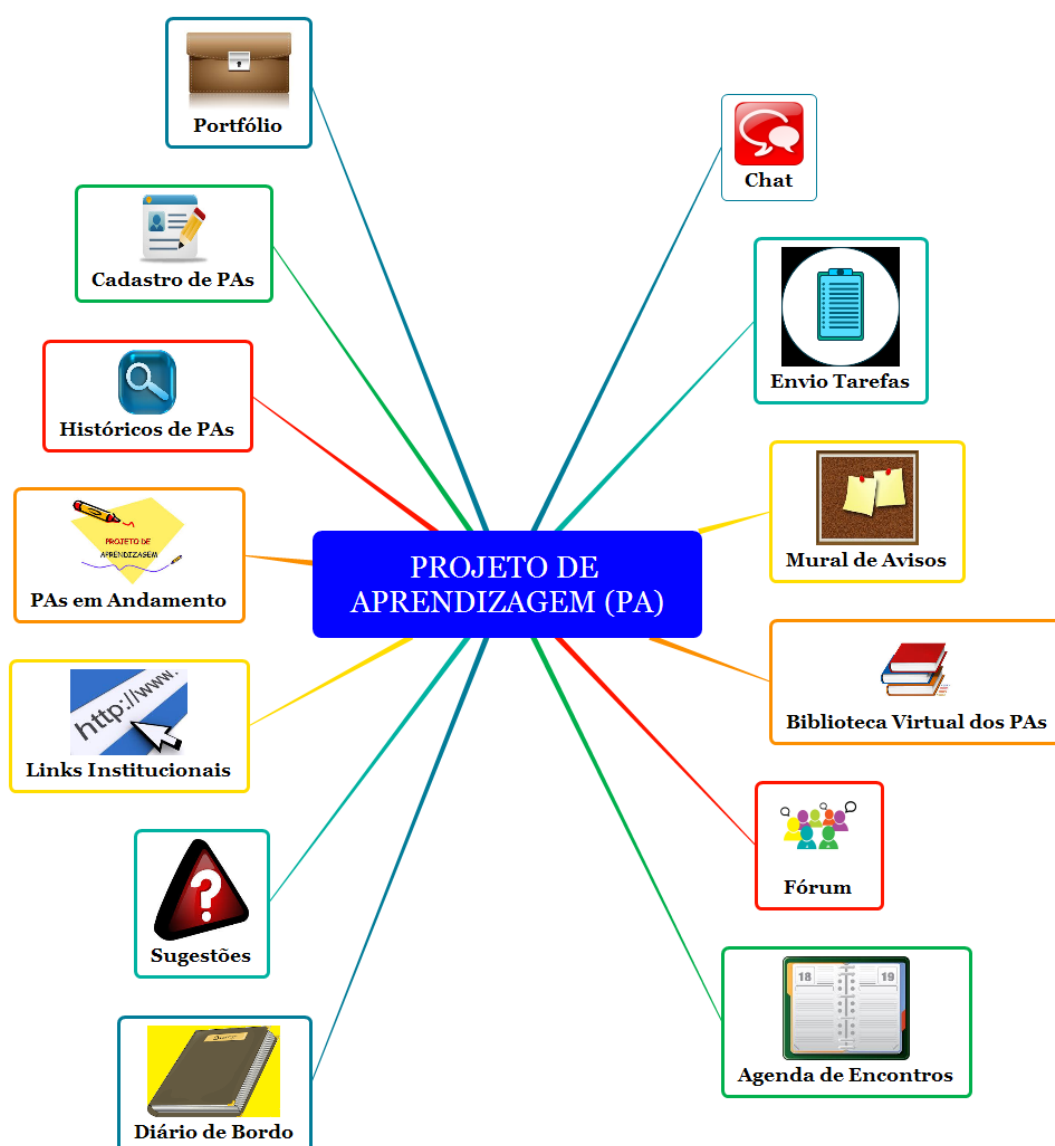 Portfólio
Chat
Cadastro de PAs
Envio Tarefas
Históricos de PAs
Mural de Avisos
PROJETO DE
APRENDIZAGEM
PAs em Andamento
PROJETO DE
APRENDIZAGEM (PA)
Biblioteca Virtual dos PAs
http://www.
Links Institucionais
?
Fórum
Sugestões
18
19
Agenda de Encontros
Diário de Bordo